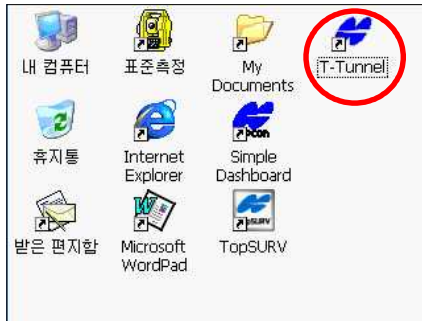 내 컴퓨터
표준측정
My
Documents
T-Tunnel
휴지통
Internet
Explorer
Simple
Dashboard
받은 편지함
Microsoft
WordPad
TopSURV